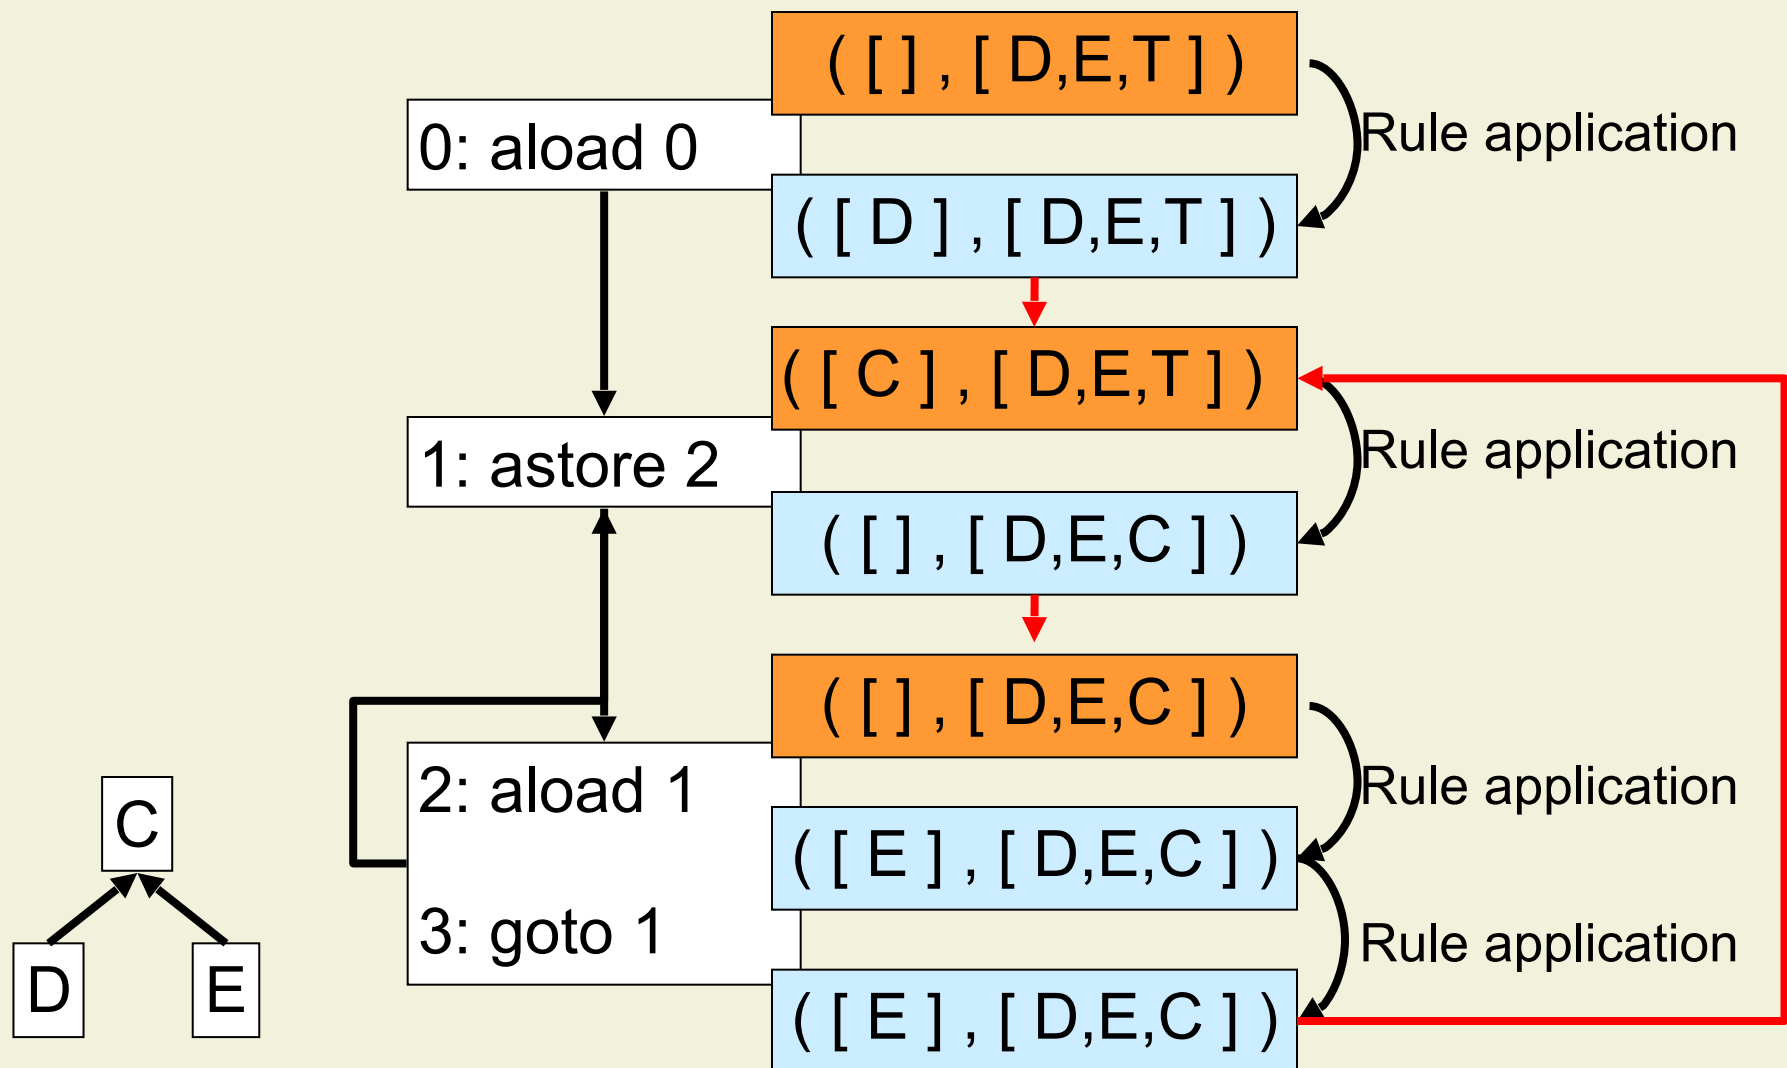 ( [ ] , [ D,E,T ] )
0: aload 0
Rule application
( [ D ] , [ D,E,T ] )
( [ C ] , [ D,E,T ] )
1: astore 2
Rule application
( [ ] , [ D,E,C ] )
( [ ] , [ D,E,C ] )
2: aload 1
Rule application
C
( [ E ] , [ D,E,C ] )
3: goto 1
Rule application
D
E
( [ E ] , [ D,E,C ] )